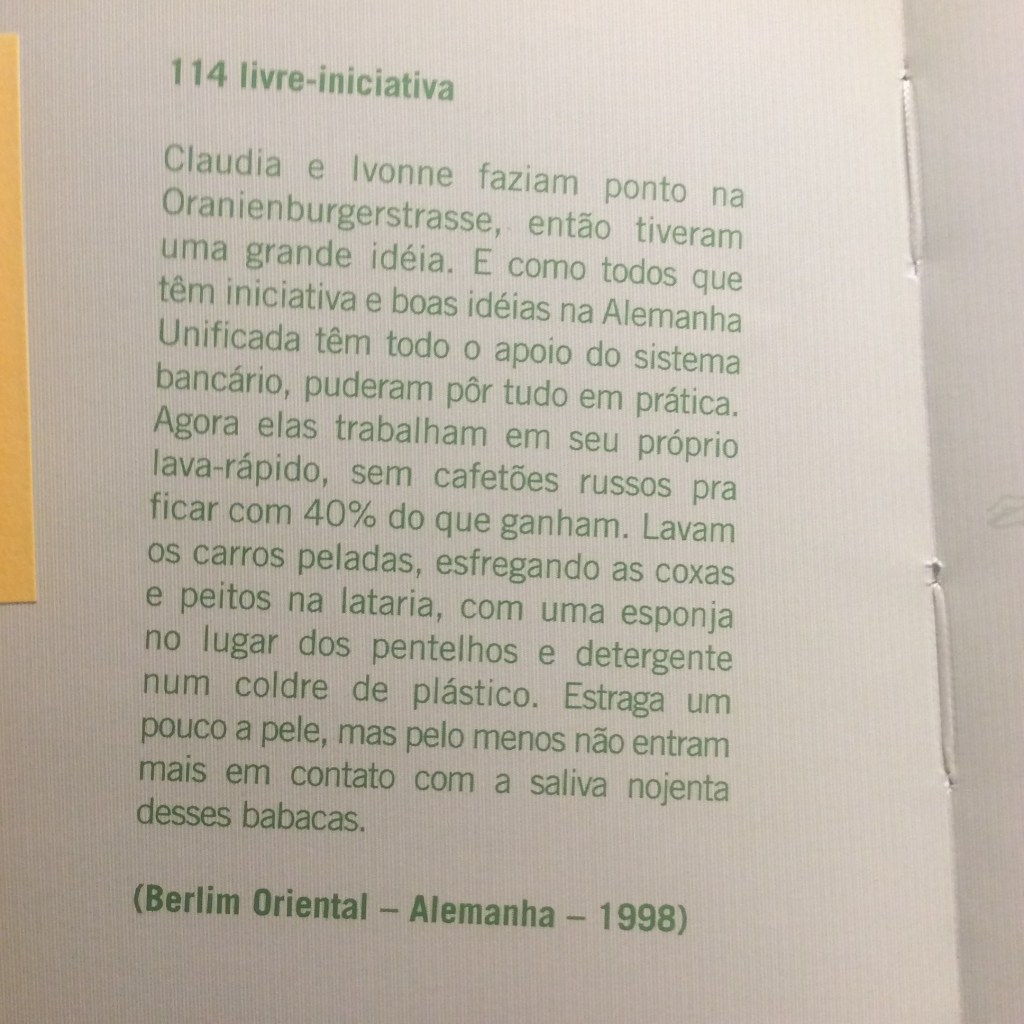 114 livre-iniciativa
Claudia e Ivonne faziam ponto na
Oranienburgerstrasse, então tiveram
uma grande idéia. E como todos que
têm iniciativa e boas idéias na Alemanha
Unificada têm todo o apoio do sistema
bancário, puderam pôr tudo em prática.
Agora elas trabalham em seu próprio
lava-rápido, sem cafetões russos pra
ficar com 40% do que ganham. Lavam
os carros peladas, esfregando as coxas
e peitos na lataria, com uma esponja
no lugar dos pentelhos e detergente
num coldre de plástico. Estraga um
pouco a pele, mas pelo menos não entram
mais em contato com a saliva nojenta
desses babacas.
(Berlim Oriental – Alemanha – 1998)